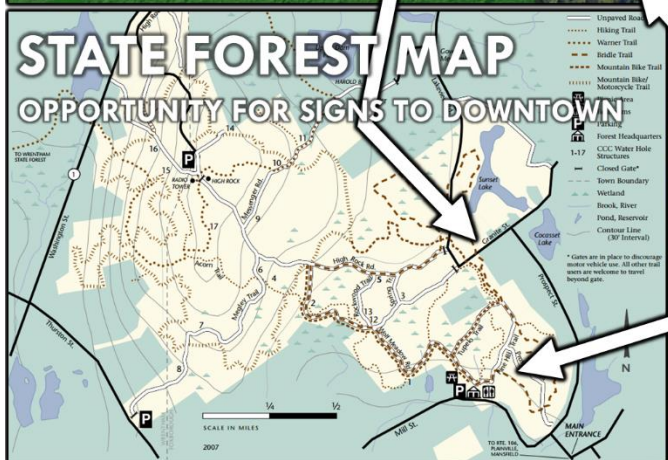 STATE FOREST MAP
OPPORTUNITY FOR SIGNS TO DOWNTOWN
Unpaved Road
Hiking Trail
Warner Trail
Bridle Trail
Mountain Bike Trail
Mountain Bike/
Motorcycle Trail
Parking
Forest Headquarters
1-17 CCC Water Hole
Structures
Closed Gate*
Town Boundary
Wetland
Brook, River
Pond, Reservoir
Contour Line
(30' Interval)
* Gates are in place to discourage
motor vehicle use. All other trail
users are welcome to travel
beyond gate.
N
TO WRENTHAM
STATE FOREST
1
Washington St.
Thurston St.
P
RADIO
TOWER
HIGH ROCK
14
16
15
11
10
17
9
Messenger Rd.
Acorn
Trail
6
4
7
8
Megley Trail
High Rock Rd.
2
5
3
13
12
1
Sunset
Lake
Granite St.
Cocasset
Lake
Prospect St.
P
Mill St.
P
MAIN
ENTRANCE
TO RTE. 106,
PLAINVILLE,
MANSFIELD
¼
½
SCALE IN MILES
2007